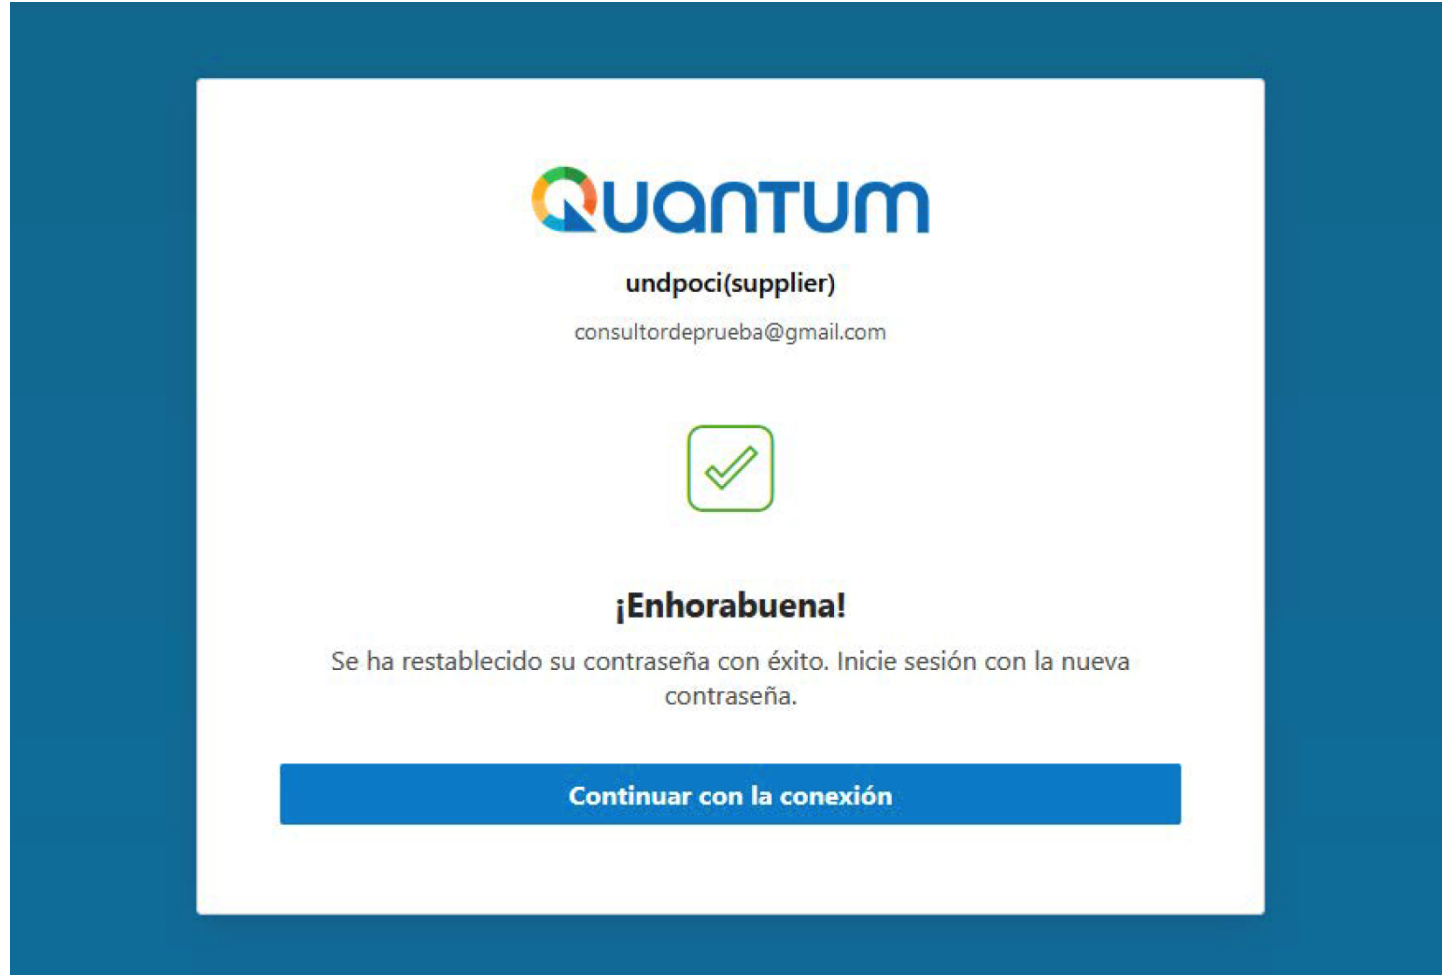 Quantum
undpoci(supplier)
consultordeprueba@gmail.com
¡Enhorabuena!
Se ha restablecido su contraseña con éxito. Inicie sesión con la nueva
contraseña.
Continuar con la conexión